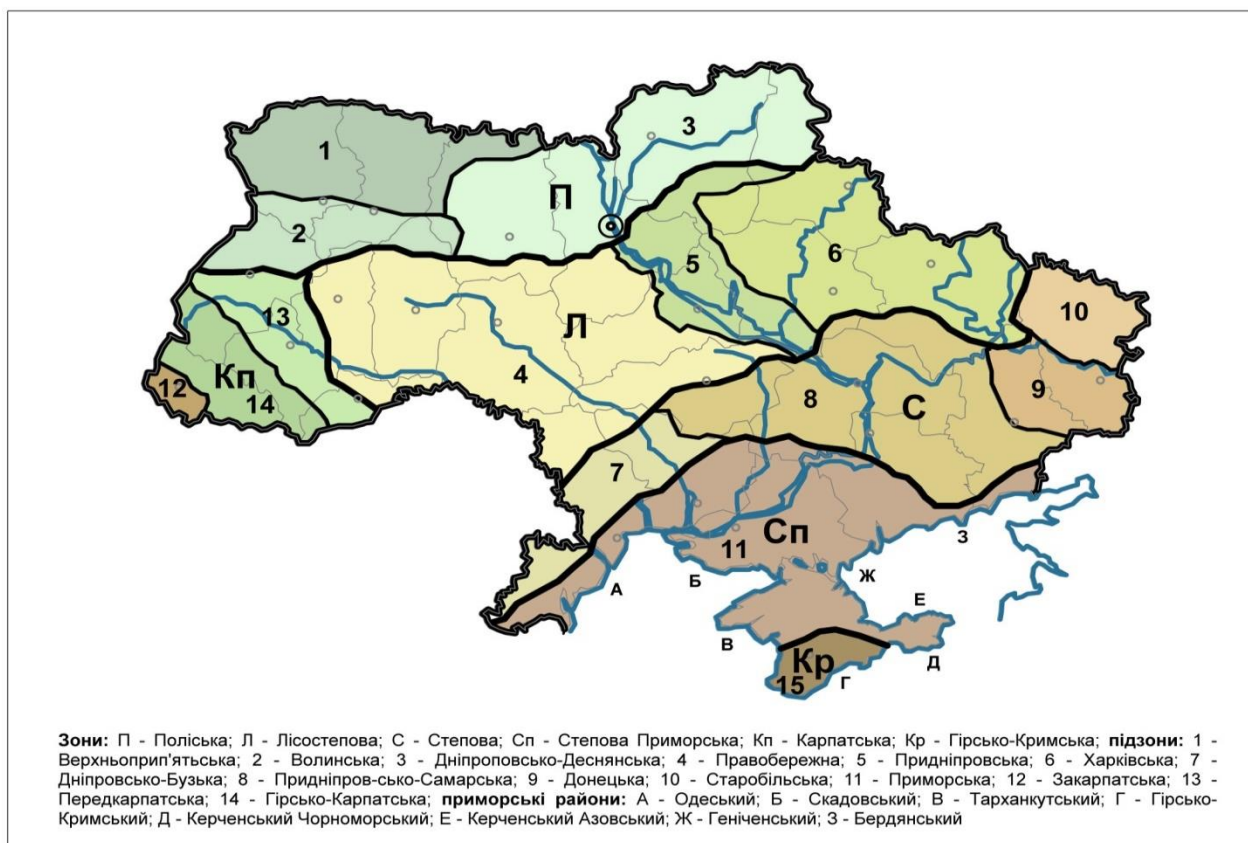 1
3
П
2
5
6
13
Л
10
12
Кп
14
4
8
С
9
7
Сп
11
А
Б
Ж
З
Е
В
Д
Кр
15
Г
Зони: П - Поліська; Л - Лісостепова; С - Степова; Сп - Степова Приморська; Кп - Карпатська; Кр - Гірсько-Кримська; підзони: 1 -
Верхньоприп'ятьська; 2 - Волинська; 3 - Дніпроповсько-Деснянська; 4 - Правобережна; 5 - Придніпровська; 6 - Харківська; 7 -
Дніпровсько-Бузька; 8 - Придніпров-сько-Самарська; 9 - Донецька; 10 - Старобільська; 11 - Приморська; 12 - Закарпатська; 13 -
Передкарпатська; 14 - Гірсько-Карпатська; приморські райони: А - Одеський; Б - Скадовський; В - Тарханкутський; Г - Гірсько-
Кримський; Д - Керченський Чорноморський; Е - Керченський Азовський; Ж - Геніченський; З - Бердянський